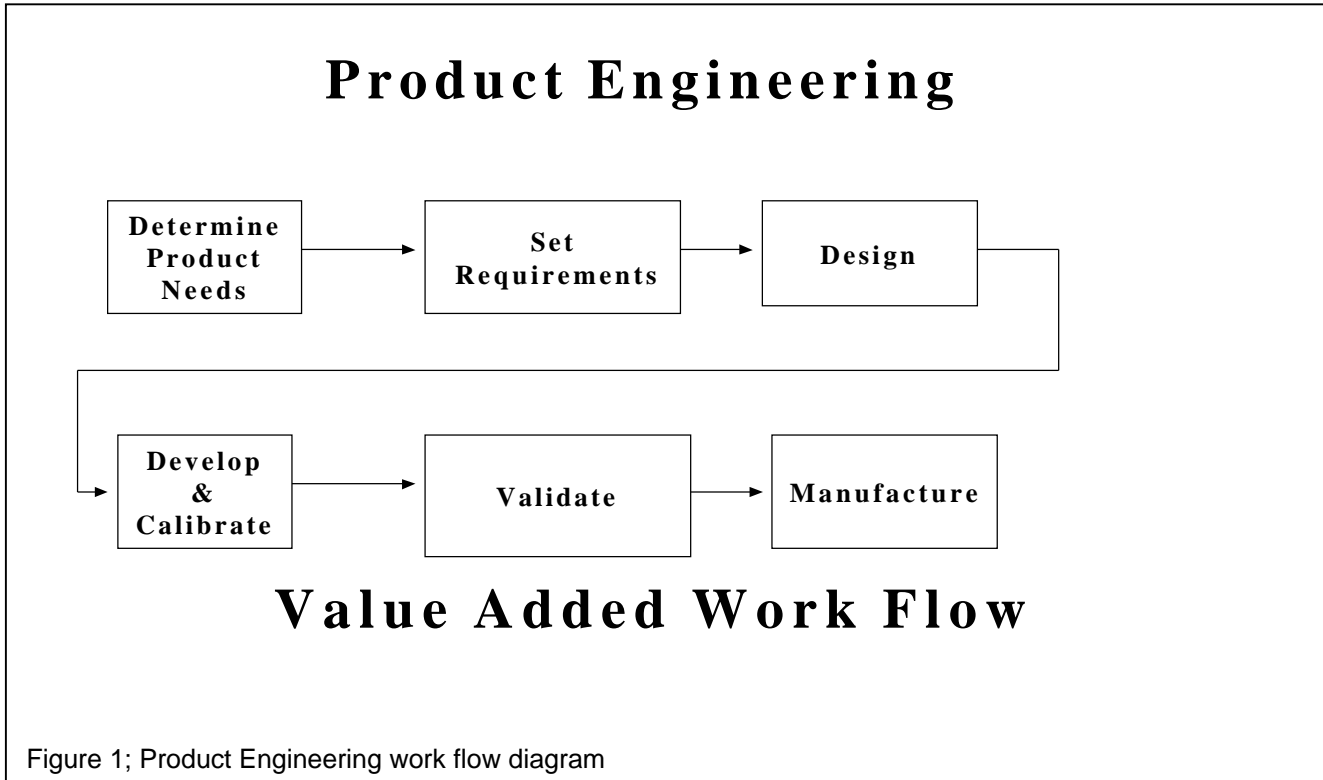 Product Engineering
Determine
Product
Needs
Set
Requirements
Design
Develop
&
Calibrate
Validate
Manufacture
Value Added Work Flow
Figure 1; Product Engineering work flow diagram